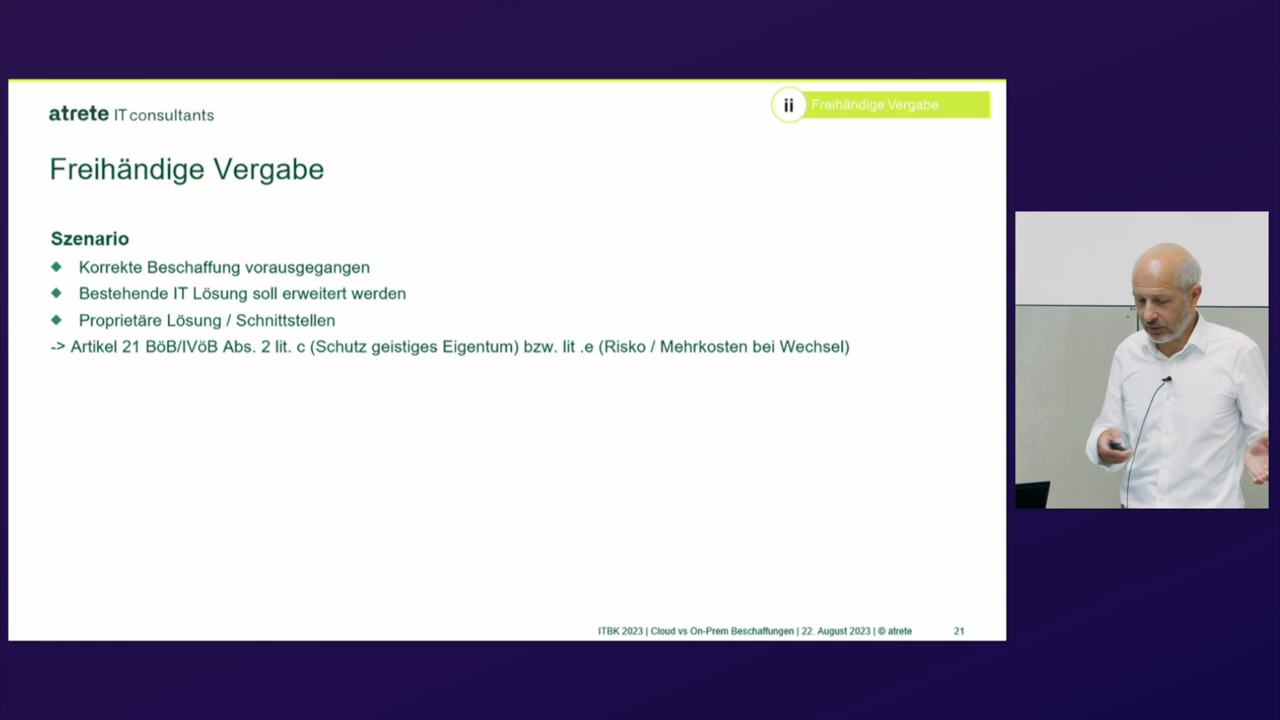 atrete IT consultants
ii Freihändige Vergabe
Freihändige Vergabe
Szenario
Korrekte Beschaffung vorausgegangen
Bestehende IT Lösung soll erweitert werden
Proprietäre Lösung / Schnittstellen
-> Artikel 21 BöB/IVöB Abs. 2 lit. c (Schutz geistiges Eigentum) bzw. lit .e (Risko / Mehrkosten bei Wechsel)
ITBK 2023 | Cloud vs On-Prem Beschaffungen | 22. August 2023 | © atrete 21